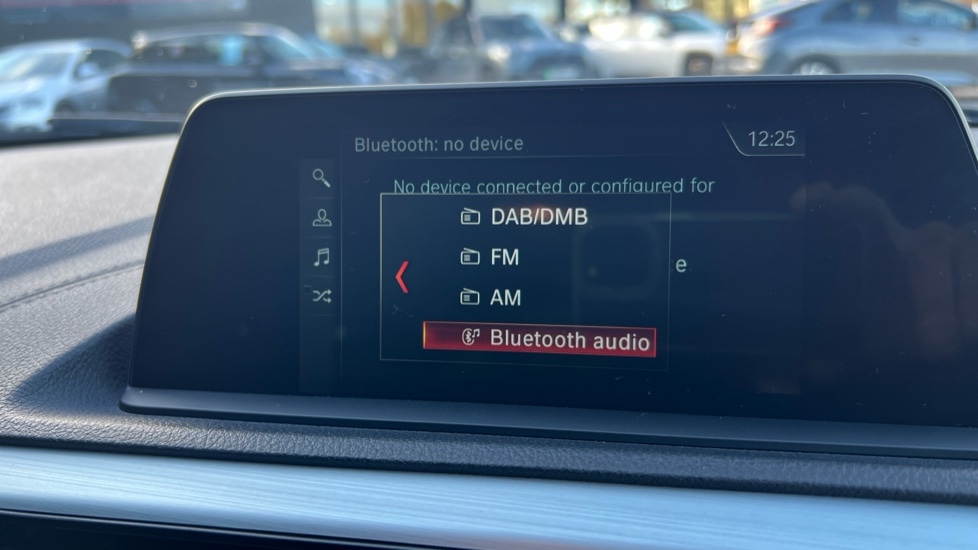 Bluetooth: no device
12:25
No device connected or configured for
DAB/DMB
FM
e
AM
Bluetooth audio